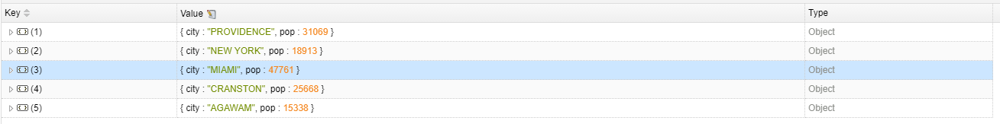 Key Value Type
(1) { city : "PROVIDENCE", pop : 31069 } Object
(2) { city : "NEW YORK", pop : 18913 } Object
(3) { city : "MIAMI", pop : 47761 } Object
(4) { city : "CRANSTON", pop : 25668 } Object
(5) { city : "AGAWAM", pop : 15338 } Object